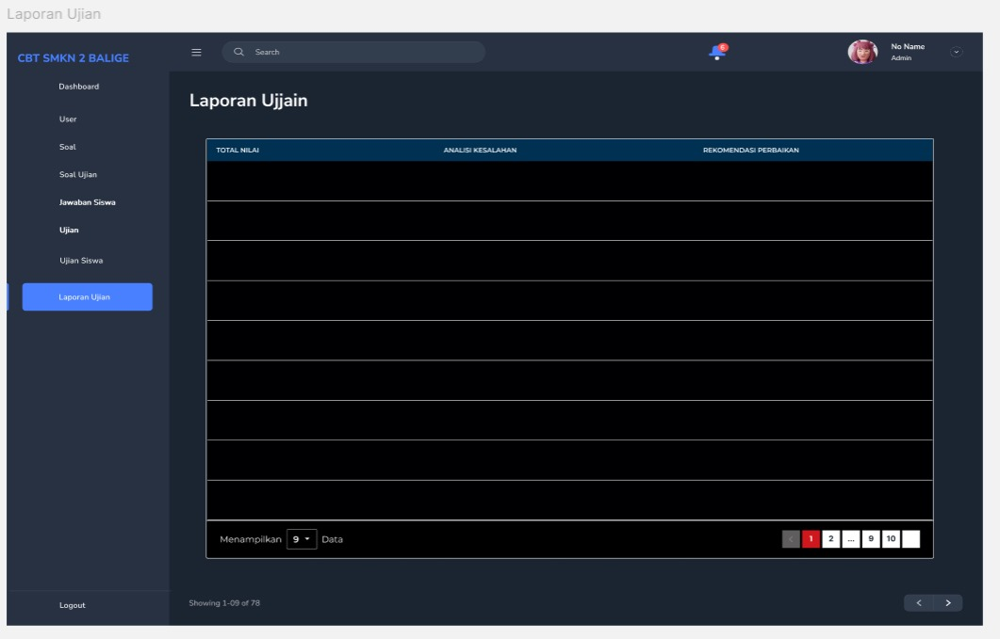 Laporan Ujian
CBT SMKN 2 BALIGE
Search
6
No Name
Admin
Dashboard
User
Soal
Soal Ujian
Jawaban Siswa
Ujian
Ujian Siswa
Laporan Ujian
Logout
Laporan Ujjain
TOTAL NILAI ANALISI KESALAHAN REKOMENDASI PERBAIKAN
Menampilkan 9 Data
< 1 2 ... 9 10
Showing 1-09 of 78
< >